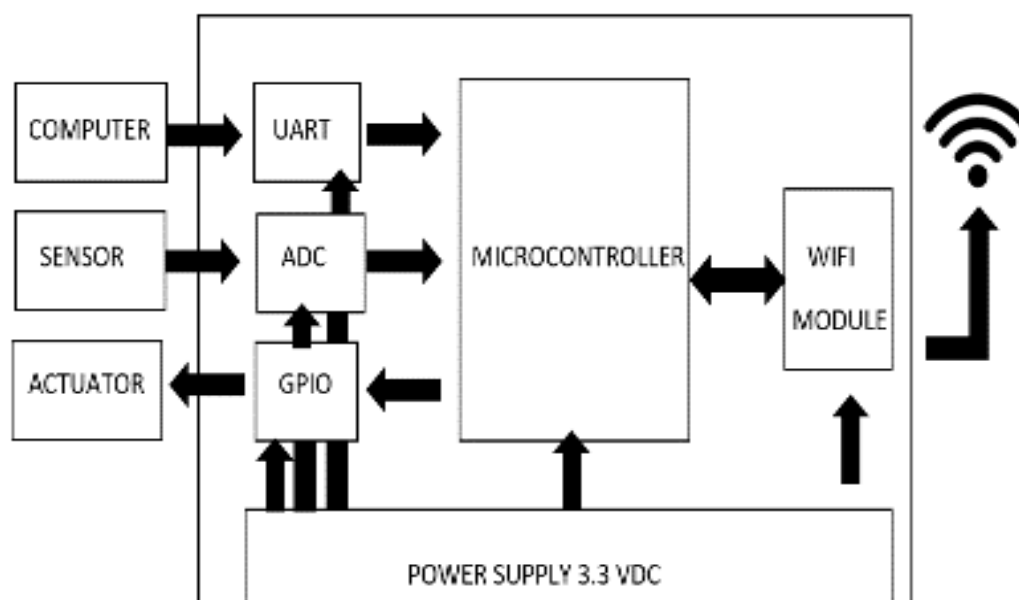 COMPUTER
UART
SENSOR
ADC
MICROCONTROLLER
WIFI
MODULE
ACTUATOR
GPIO
POWER SUPPLY 3.3 VDC